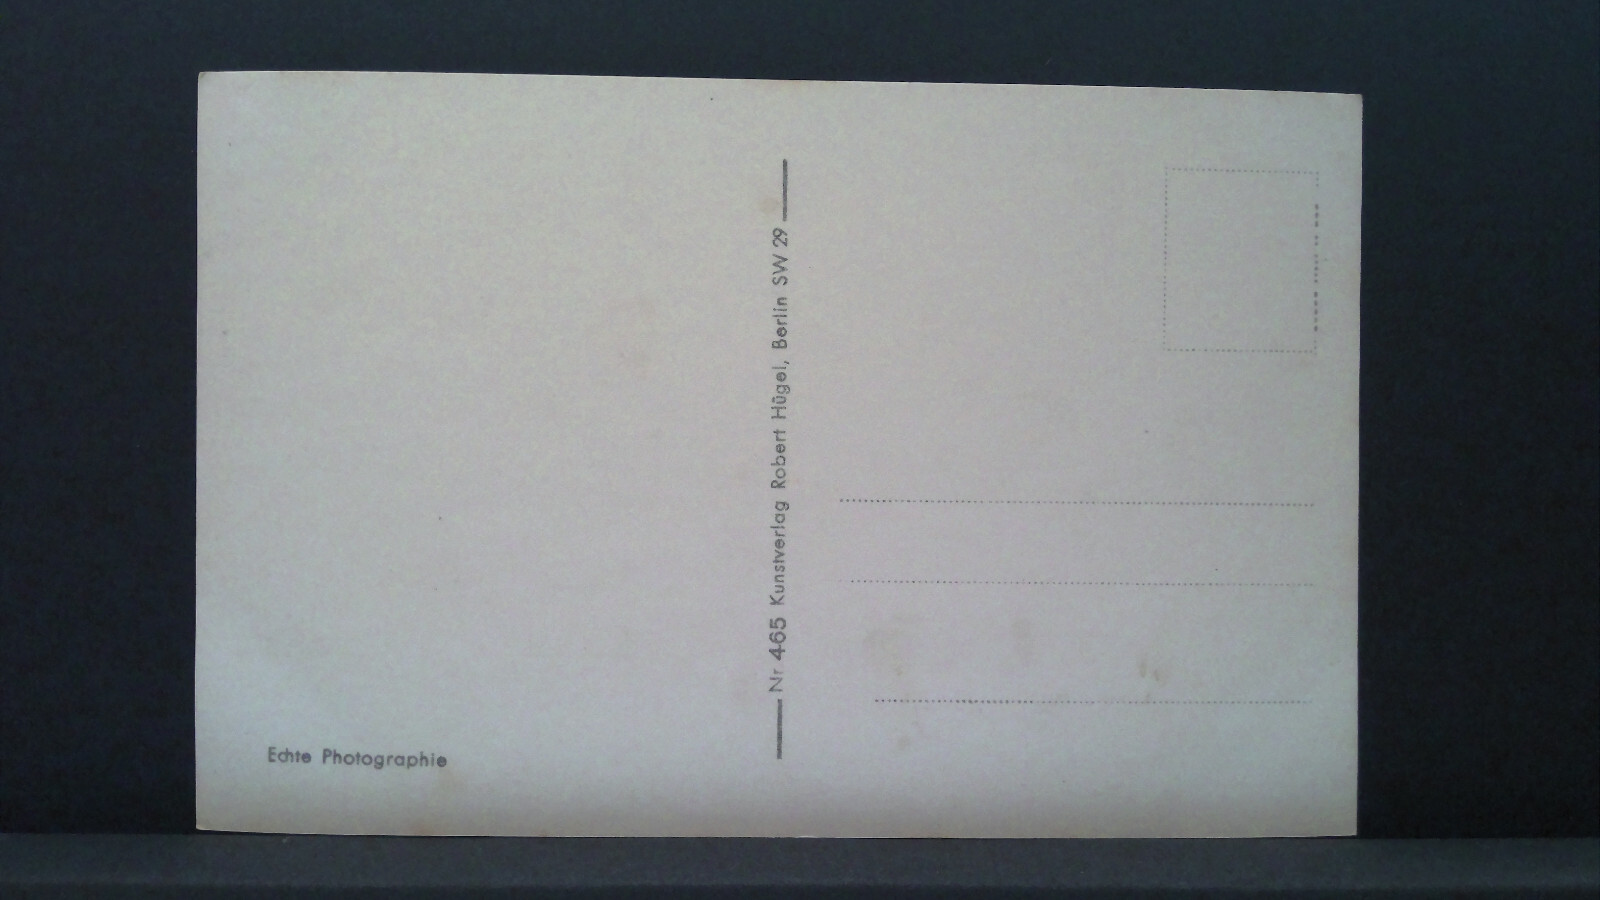 Echte Photographie
Nr 465 Kunstverlag Robert Hügel, Berlin SW 29